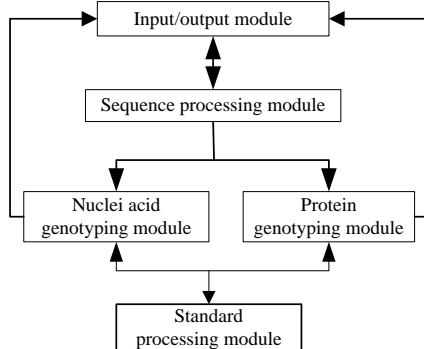 Input/output module
Sequence processing module
Nuclei acid
genotyping module
Protein
genotyping module
Standard
processing module